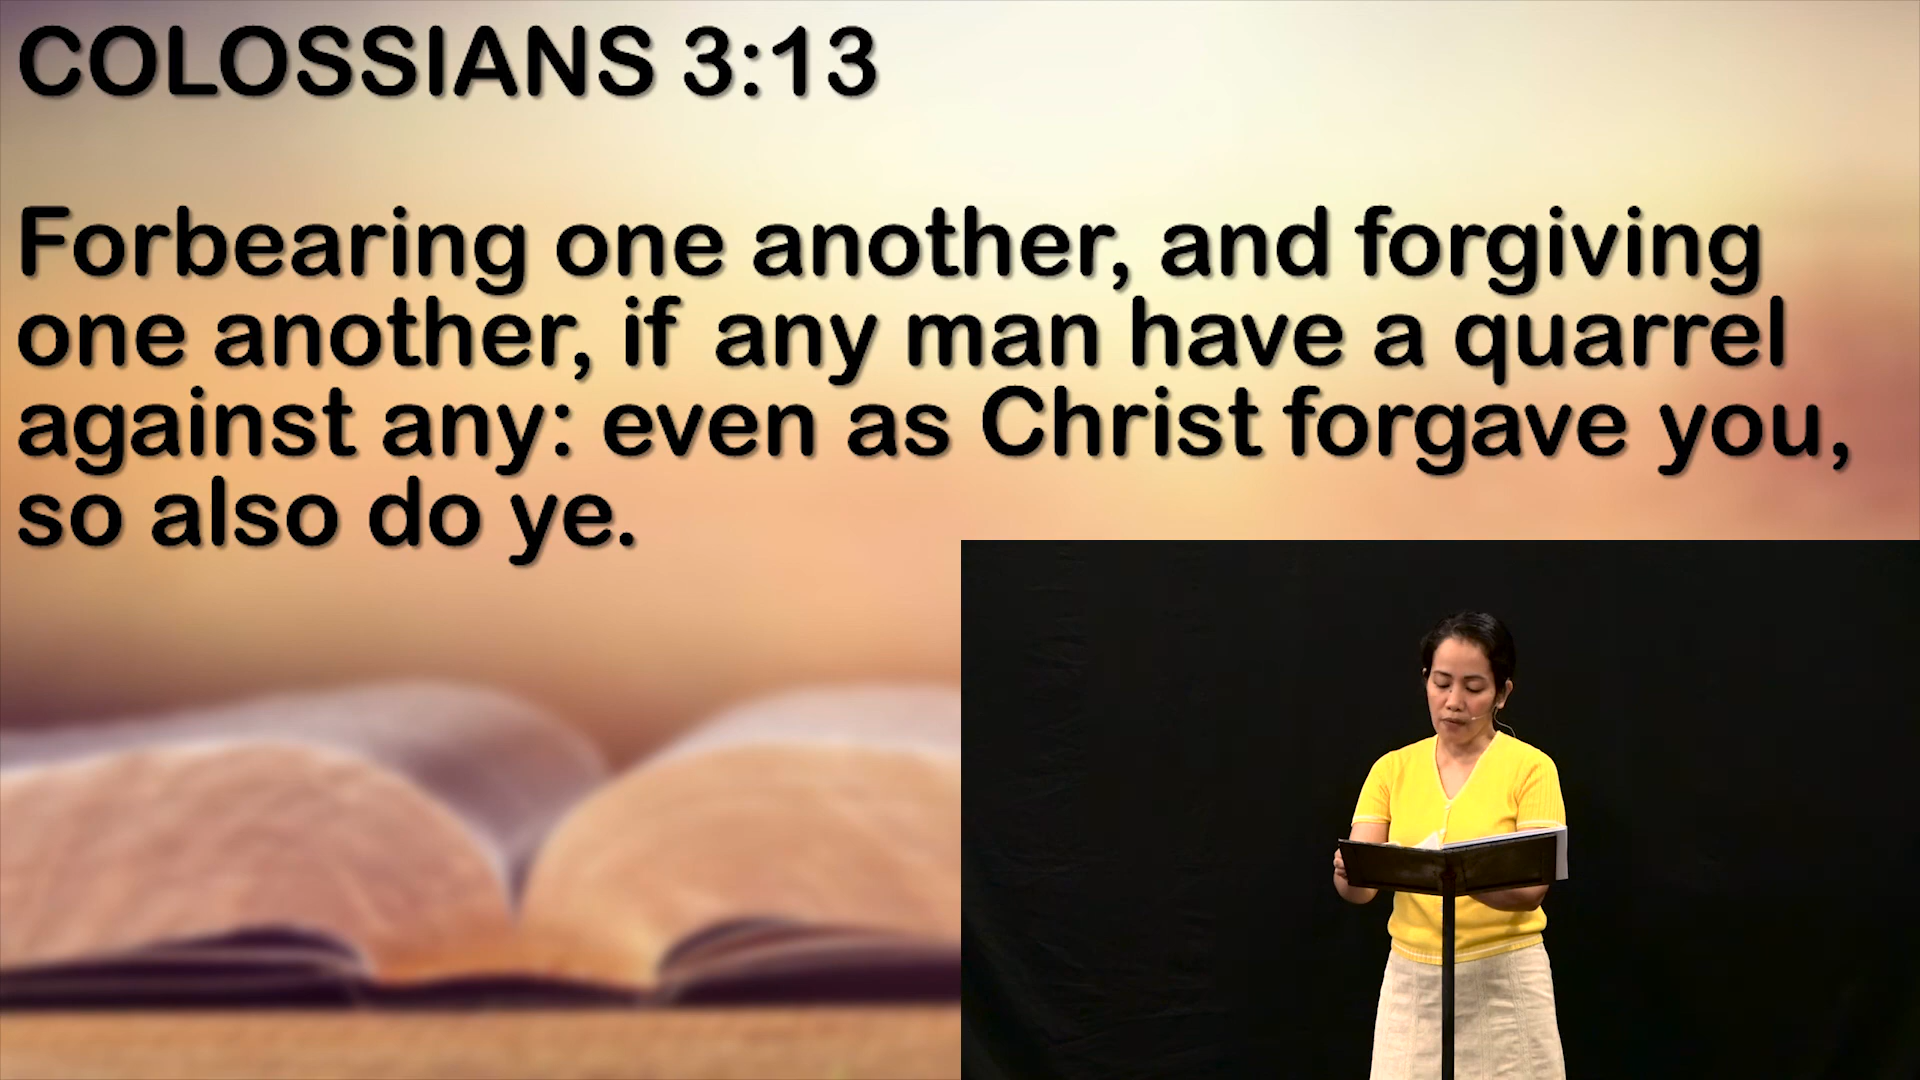 COLOSSIANS 3:13
Forbearing one another, and forgiving
one another, if any man have a quarrel
against any: even as Christ forgave you,
so also do ye.